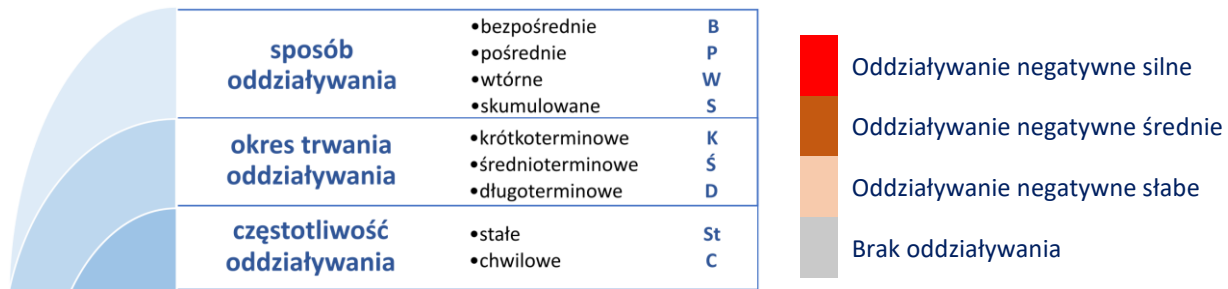 sposób
oddziaływania
•bezpośrednie B
•pośrednie P
•wtórne W
•skumulowane S
okres trwania
oddziaływania
•krótkoterminowe K
•średnioterminowe Ś
•długoterminowe D
częstotliwość
oddziaływania
•stałe St
•chwilowe C
Oddziaływanie negatywne silne
Oddziaływanie negatywne średnie
Oddziaływanie negatywne słabe
Brak oddziaływania